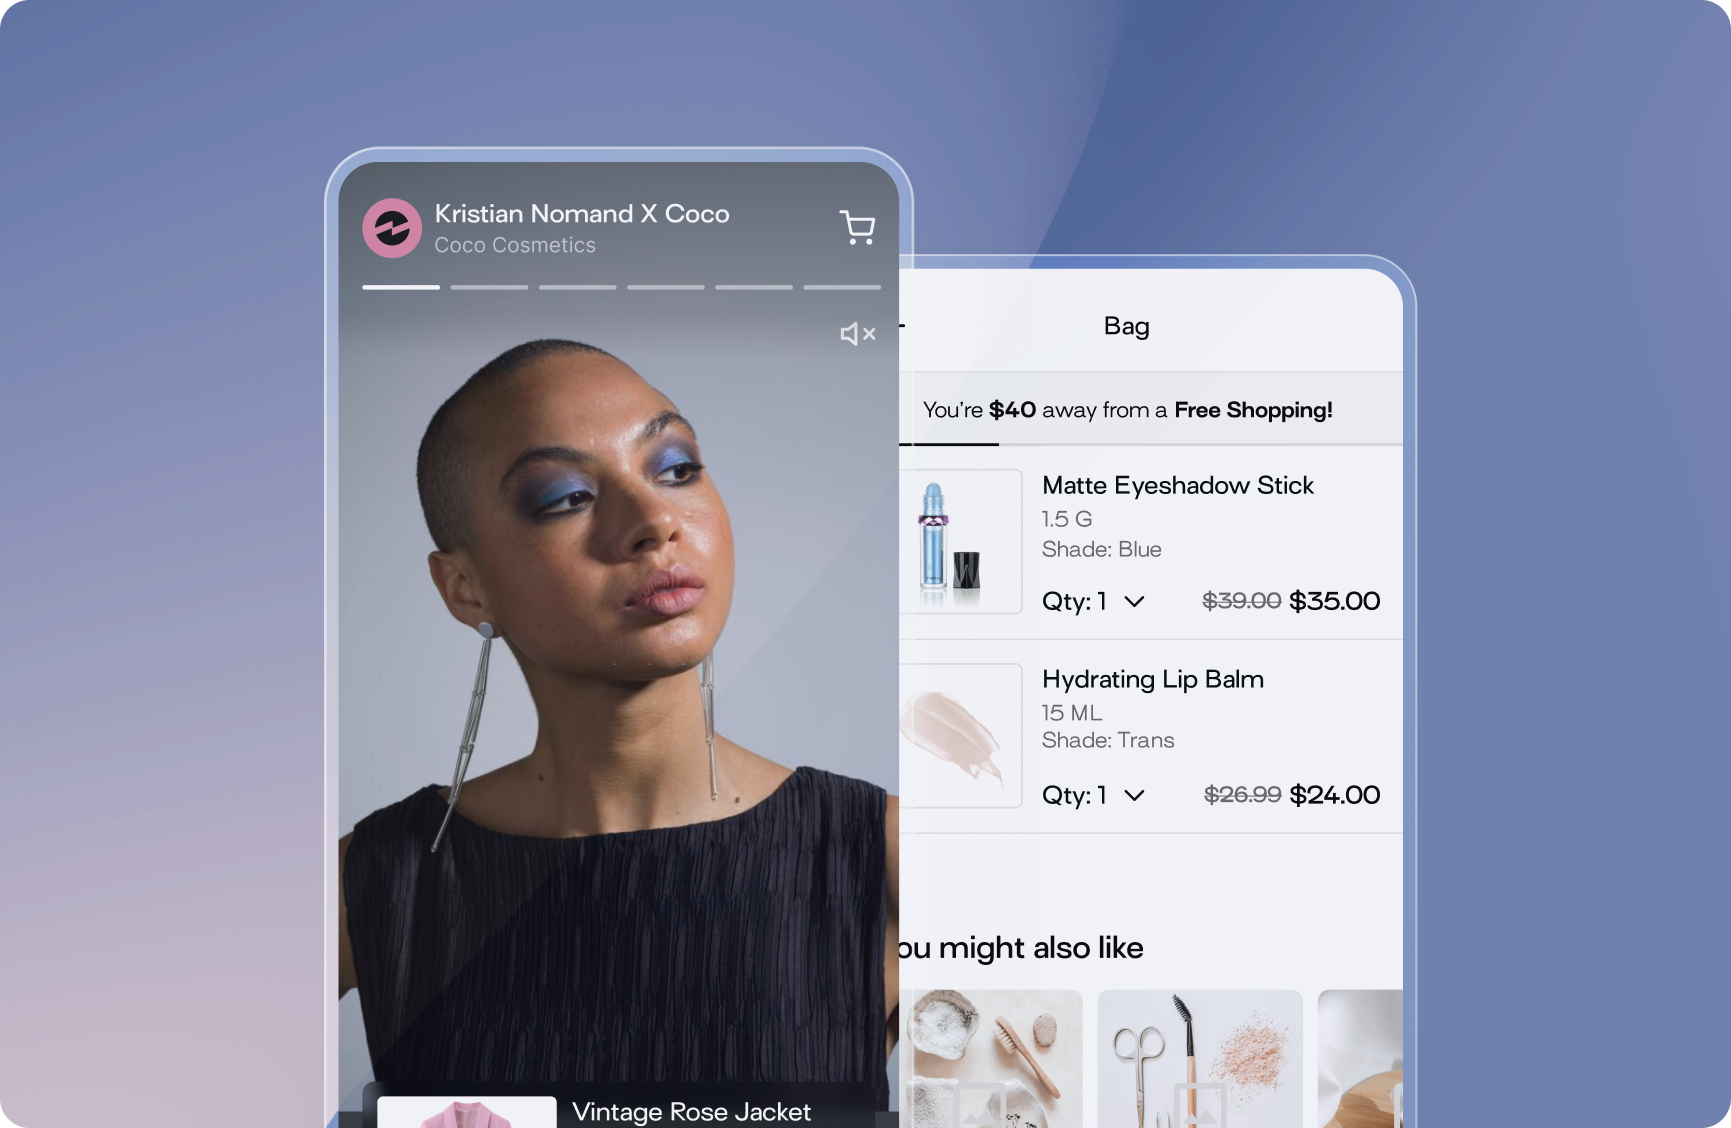 Kristian Nomand X Coco
Coco Cosmetics
Vintage Rose Jacket
Bag
You're $40 away from a Free Shopping!
Matte Eyeshadow Stick
1.5 G
Shade: Blue
Qty: 1 $39.00 $35.00
Hydrating Lip Balm
15 ML
Shade: Trans
Qty: 1 $26.99 $24.00
ou might also like